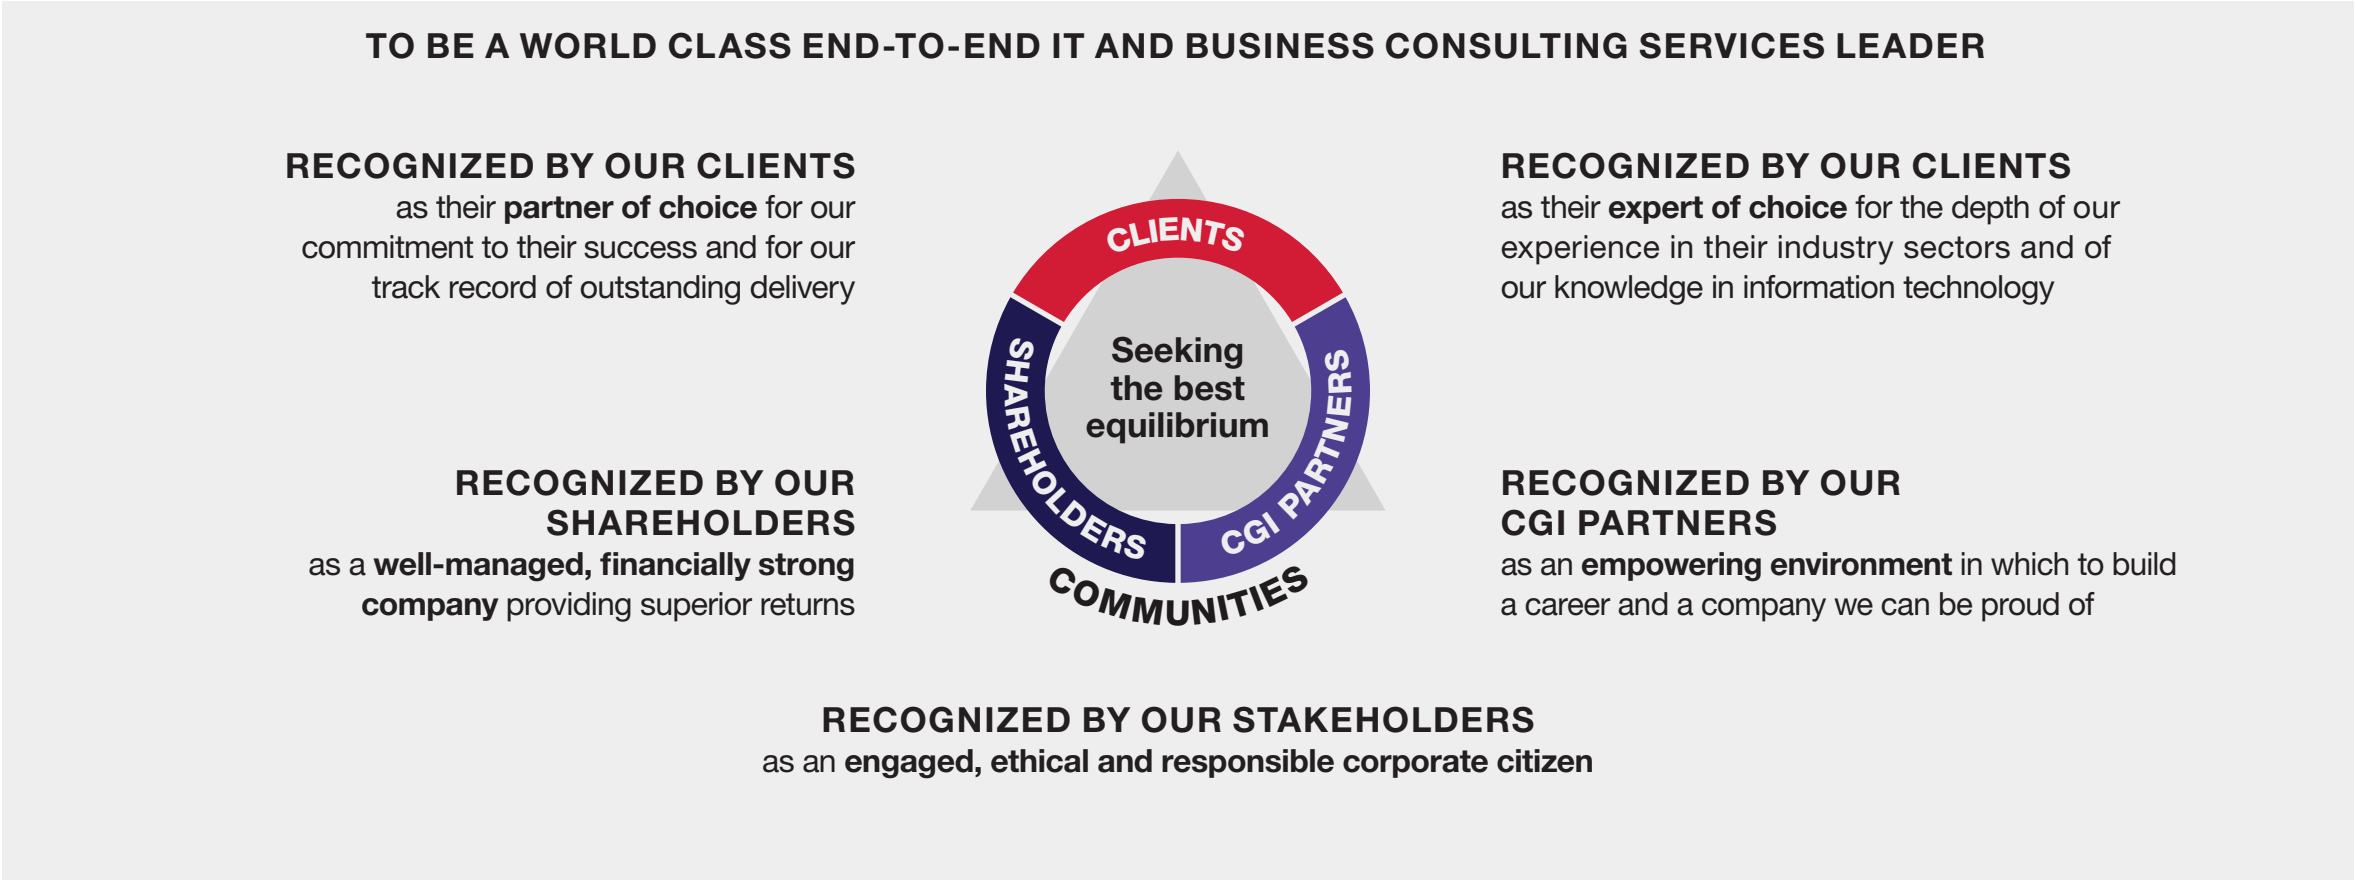 TO BE A WORLD CLASS END-TO-END IT AND BUSINESS CONSULTING SERVICES LEADER
RECOGNIZED BY OUR CLIENTS
as their partner of choice for our
commitment to their success and for our
track record of outstanding delivery
RECOGNIZED BY OUR CLIENTS
as their expert of choice for the depth of our
experience in their industry sectors and of
our knowledge in information technology
CLIENTS
SHAREHOLDERS
CGI PARTNERS
Seeking
the best
equilibrium
COMMUNITIES
RECOGNIZED BY OUR
SHAREHOLDERS
as a well-managed, financially strong
company providing superior returns
RECOGNIZED BY OUR
CGI PARTNERS
as an empowering environment in which to build
a career and a company we can be proud of
RECOGNIZED BY OUR STAKEHOLDERS
as an engaged, ethical and responsible corporate citizen